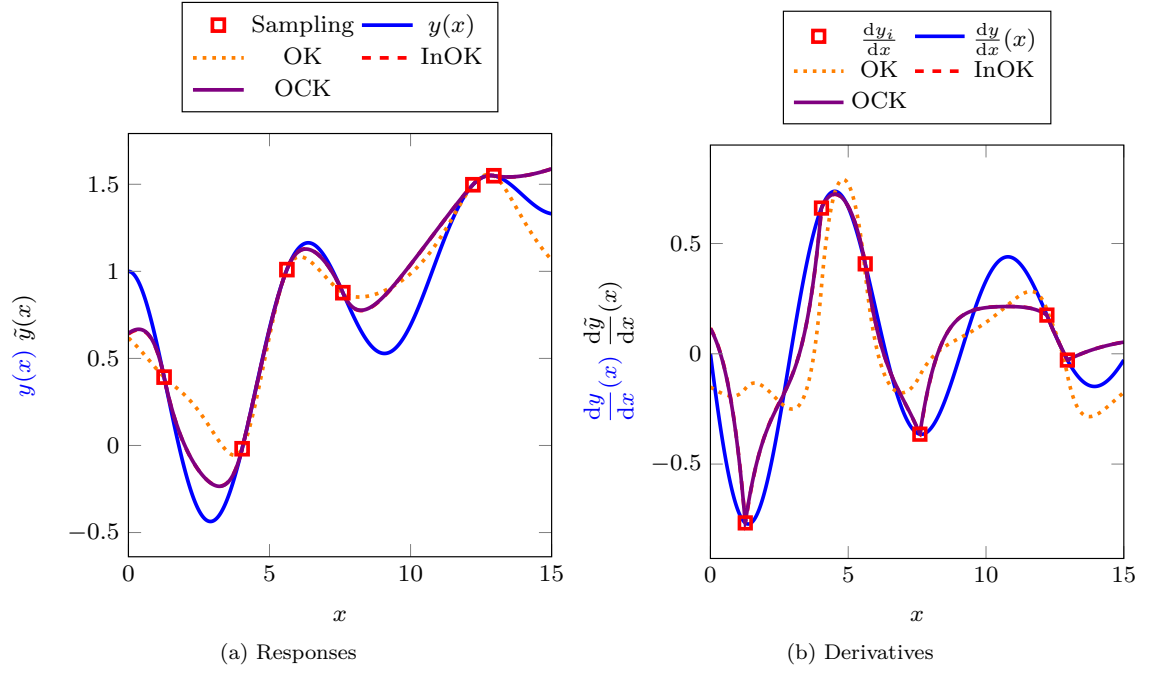 Sampling y(x)
OK InOK
OCK
1.5
1
0.5
0
−0.5
0 5 10 15
x
y(x) ỹ(x)
(a) Responses
dy_i/dx dy/dx (x)
OK InOK
OCK
0.5
0
−0.5
0 5 10 15
x
dy/dx (x) dỹ/dx (x)
(b) Derivatives